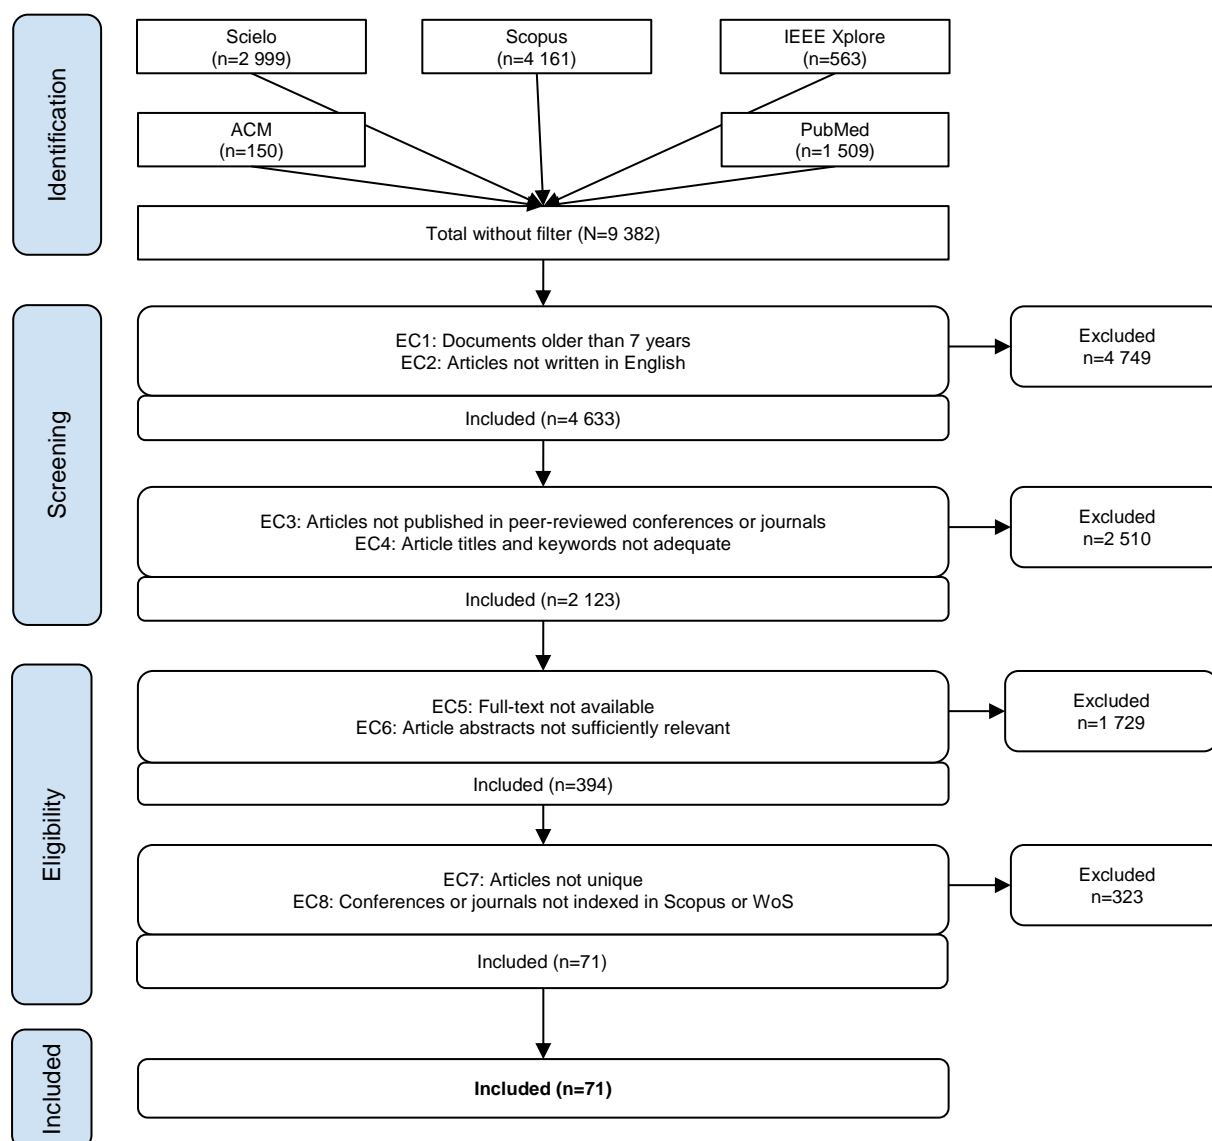 Identification
Scielo
(n=2 999)
Scopus
(n=4 161)
IEEE Xplore
(n=563)
ACM
(n=150)
PubMed
(n=1 509)
Total without filter (N=9 382)
Screening
EC1: Documents older than 7 years
EC2: Articles not written in English
Excluded
n=4 749
Included (n=4 633)
EC3: Articles not published in peer-reviewed conferences or journals
EC4: Article titles and keywords not adequate
Excluded
n=2 510
Included (n=2 123)
Eligibility
EC5: Full-text not available
EC6: Article abstracts not sufficiently relevant
Excluded
n=1 729
Included (n=394)
EC7: Articles not unique
EC8: Conferences or journals not indexed in Scopus or WoS
Excluded
n=323
Included (n=71)
Included
Included (n=71)